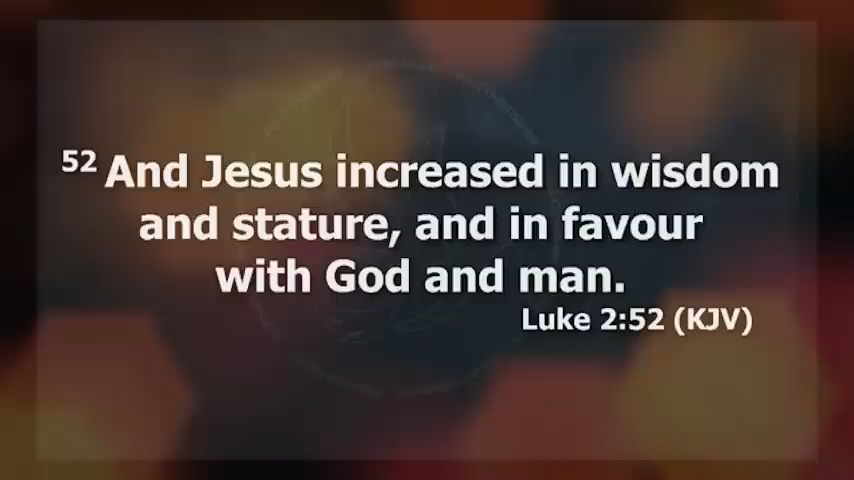 52 And Jesus increased in wisdom
and stature, and in favour
with God and man.
Luke 2:52 (KJV)